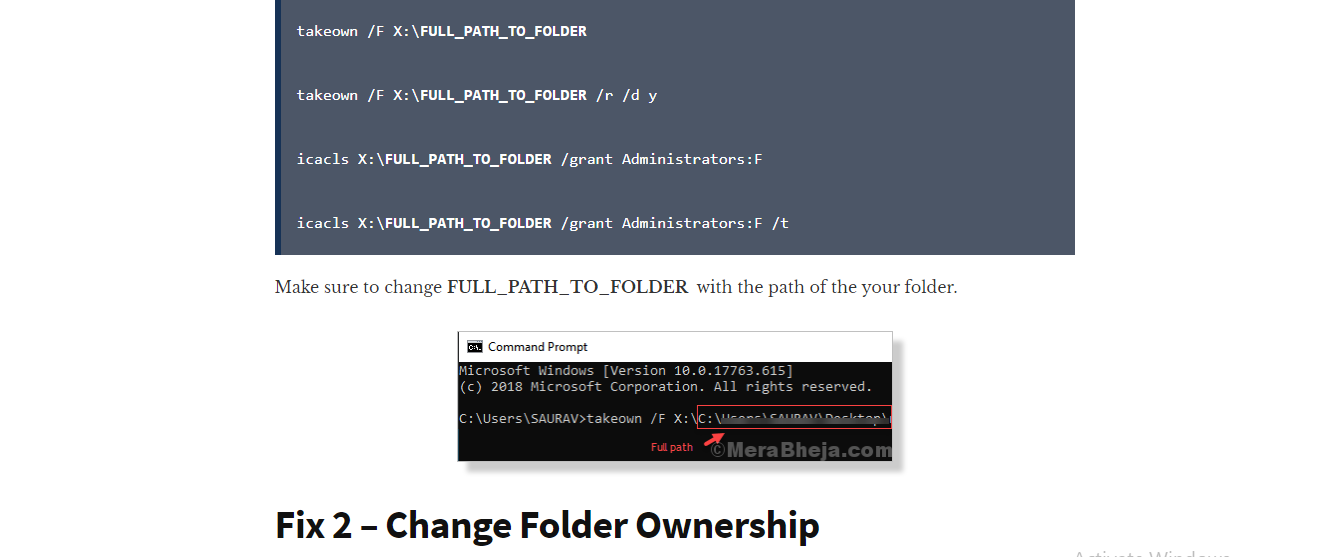 takeown /F X:\FULL_PATH_TO_FOLDER
takeown /F X:\FULL_PATH_TO_FOLDER /r /d y
icacls X:\FULL_PATH_TO_FOLDER /grant Administrators:F
icacls X:\FULL_PATH_TO_FOLDER /grant Administrators:F /t
Make sure to change FULL_PATH_TO_FOLDER with the path of the your folder.
Command Prompt
Microsoft Windows [Version 10.0.17763.615]
(c) 2018 Microsoft Corporation. All rights reserved.
C:\Users\SAURAV>takeown /F X:\C:\Users\SAURAV\Desktop\
Full path
©MeraBheja.com
Fix 2 – Change Folder Ownership
Activate Windows